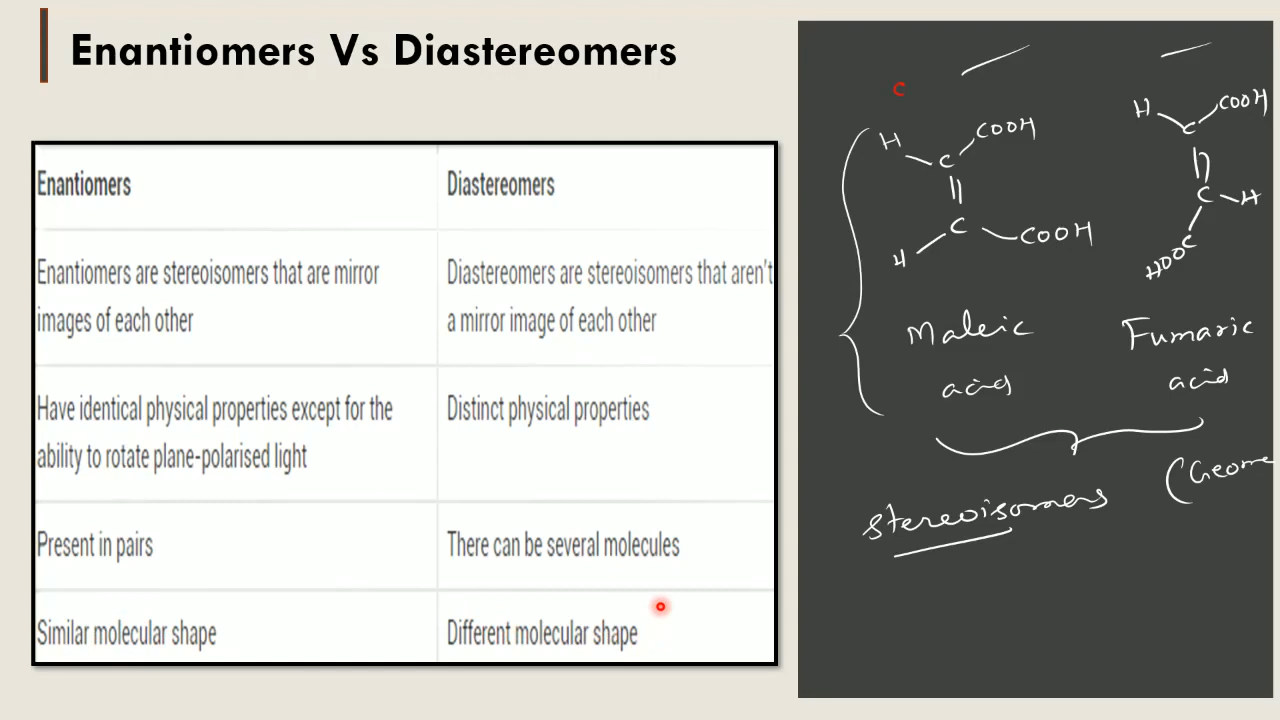 Enantiomers Vs Diastereomers
Enantiomers
Diastereomers
Enantiomers are stereoisomers that are mirror
images of each other
Diastereomers are stereoisomers that aren't
a mirror image of each other
Have identical physical properties except for the
ability to rotate plane-polarised light
Distinct physical properties
Present in pairs
There can be several molecules
Similar molecular shape
Different molecular shape
c
H COOH
C
||
C
H COOH
Maleic
acid
H COOH
C
||
C H
HOOC
Fumaric
acid
stereoisomers
(Geome